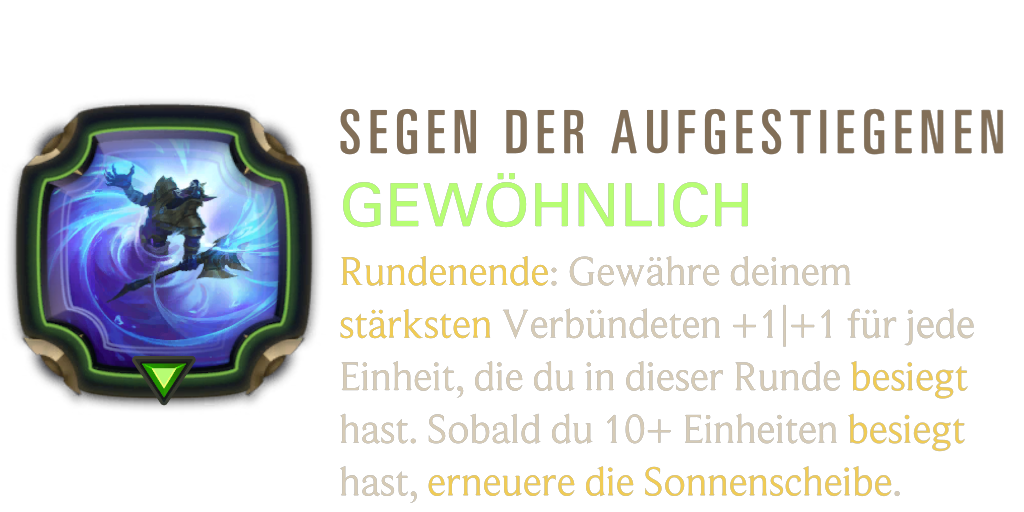 SEGEN DER AUFGESTIEGENEN
GEWÖHNLICH
Rundenende: Gewähre deinem
stärksten Verbündeten +1|+1 für jede
Einheit, die du in dieser Runde besiegt
hast. Sobald du 10+ Einheiten besiegt
hast, erneuere die Sonnenscheibe.